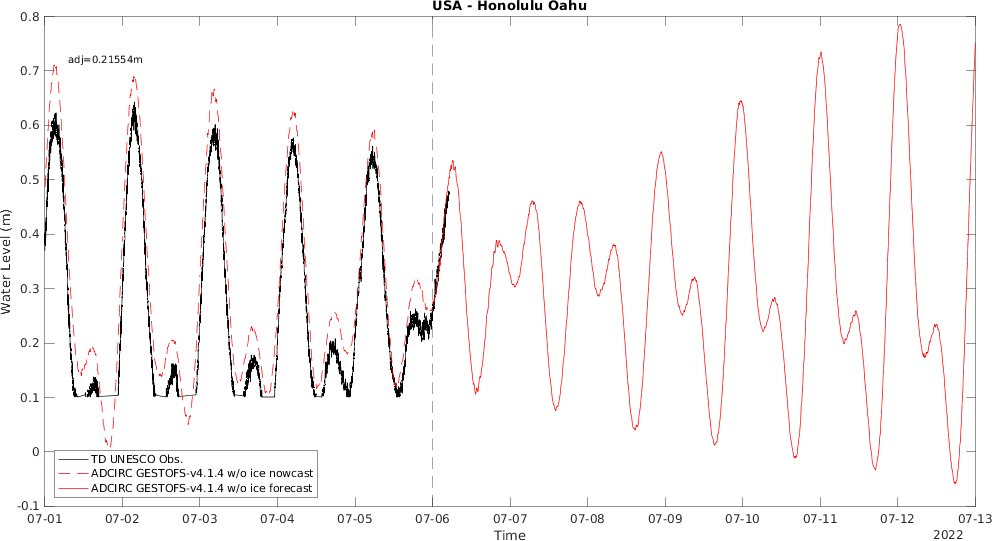 USA - Honolulu Oahu
adj=0.21554m
Water Level (m)
0.8
0.7
0.6
0.5
0.4
0.3
0.2
0.1
0
-0.1
TD UNESCO Obs.
ADCIRC GESTOFS-v4.1.4 w/o ice nowcast
ADCIRC GESTOFS-v4.1.4 w/o ice forecast
07-01 07-02 07-03 07-04 07-05 07-06 07-07 07-08 07-09 07-10 07-11 07-12 07-13
Time
2022